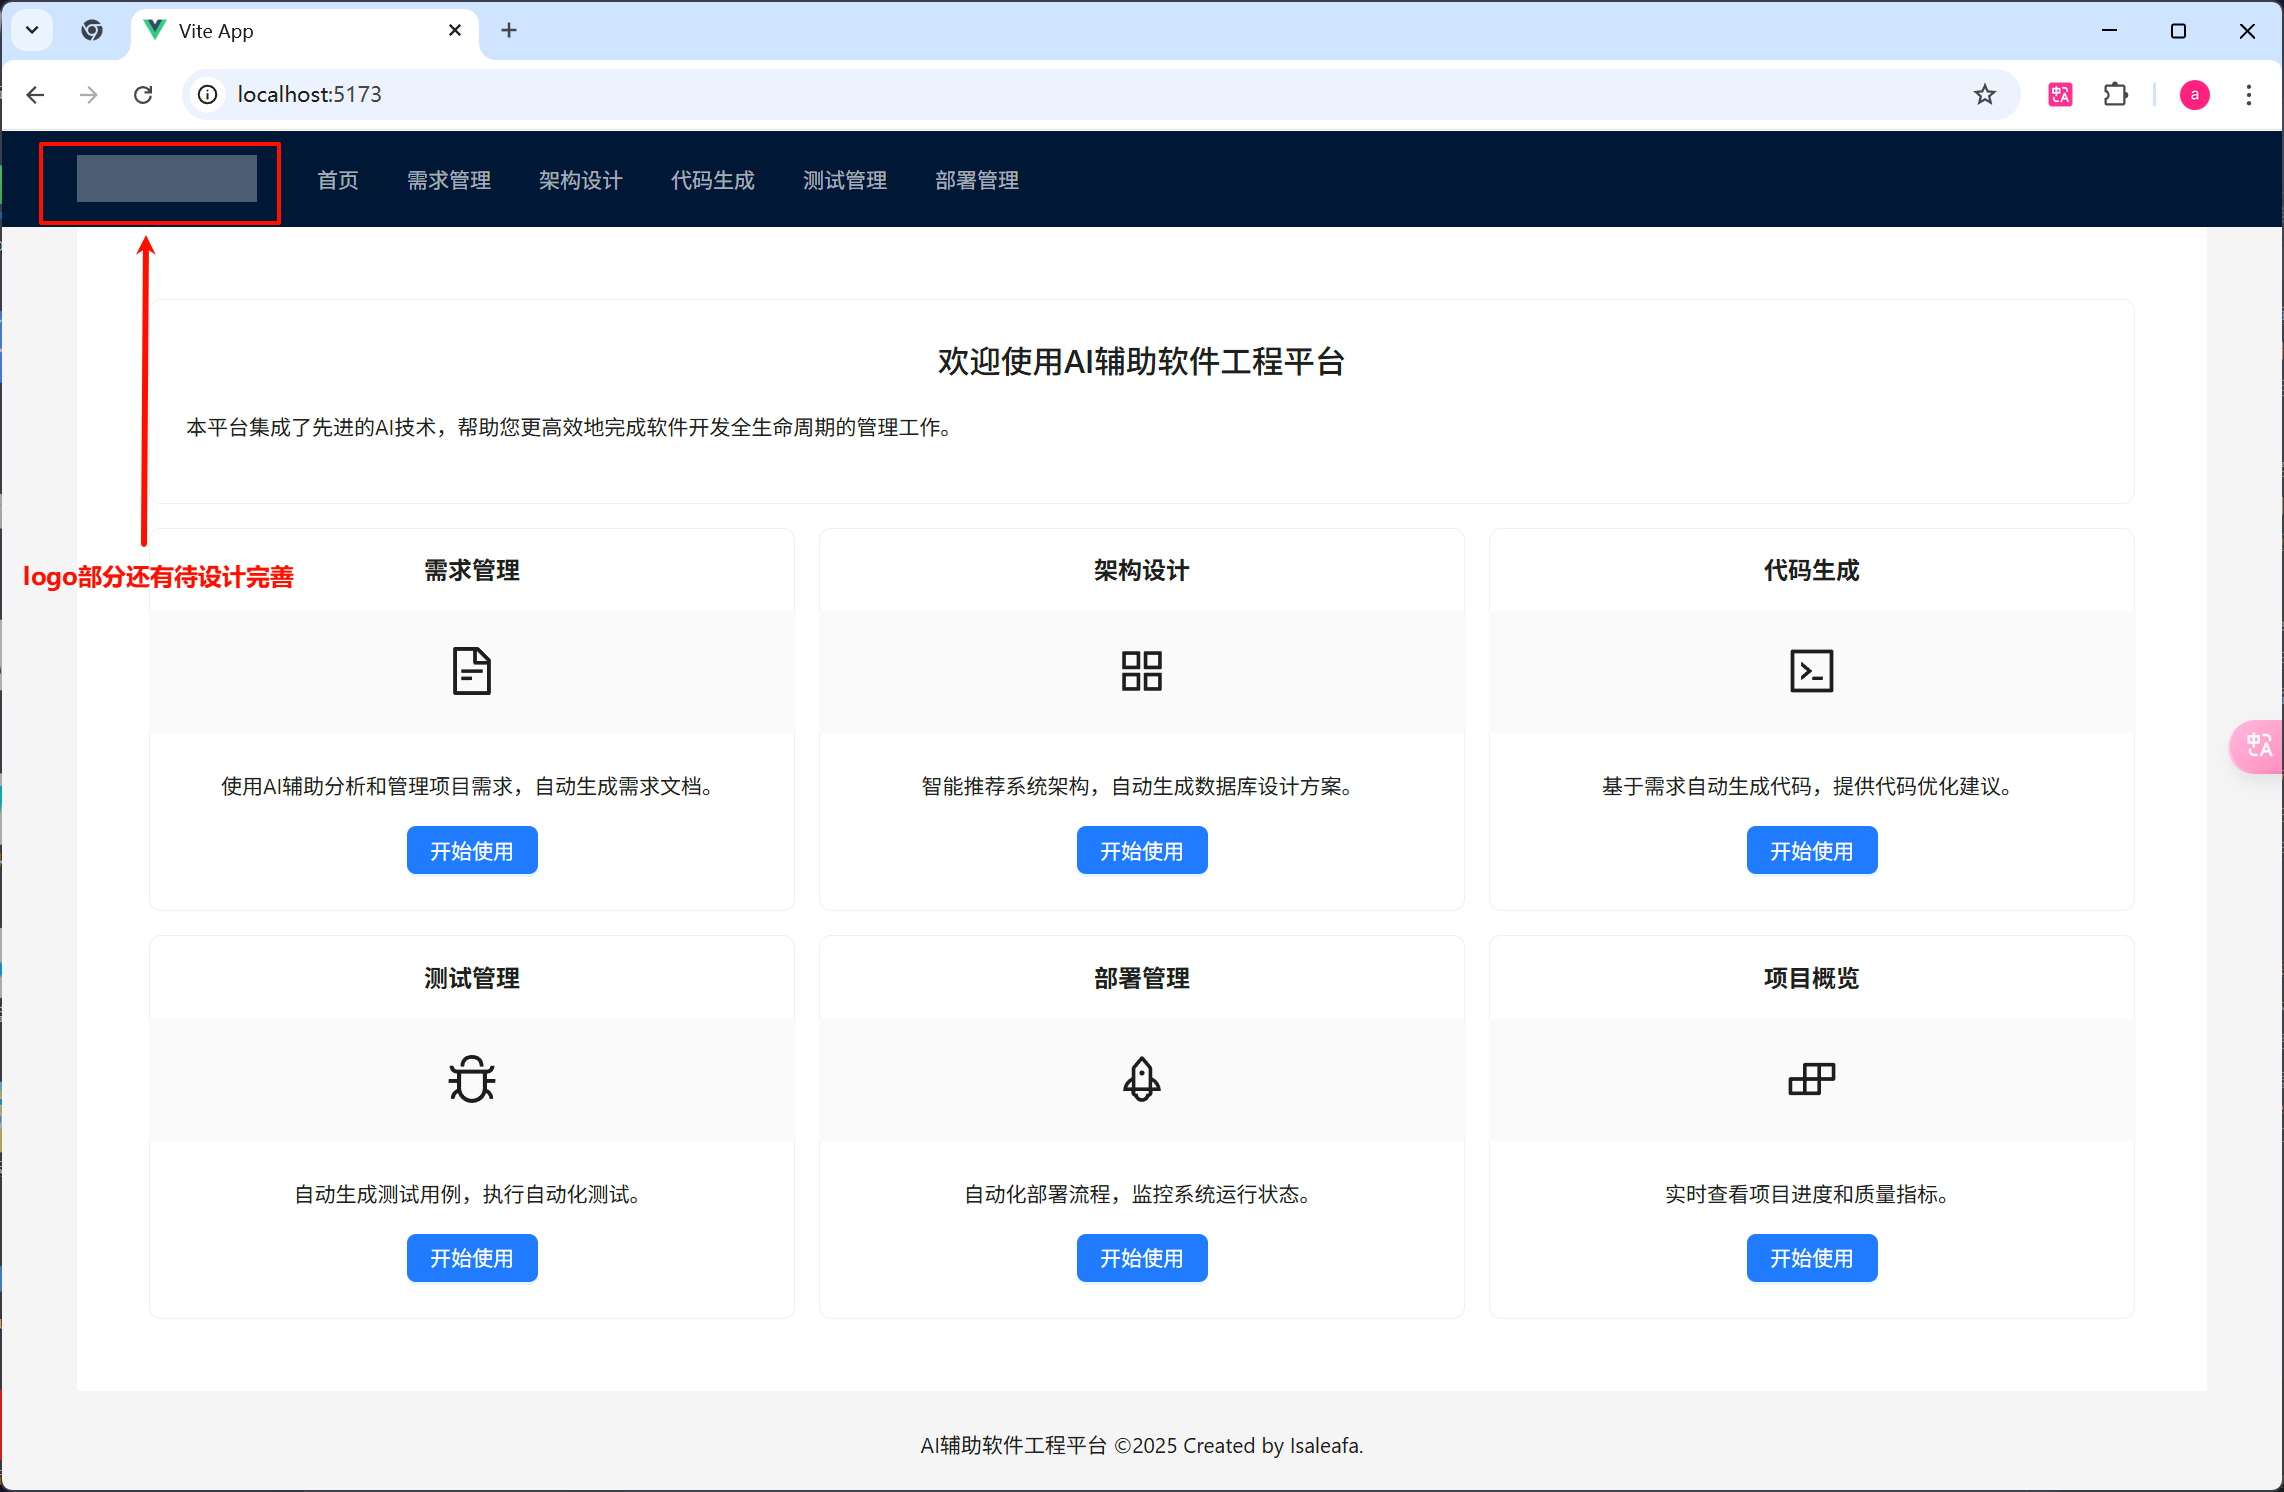 Vite App
localhost:5173
a
首页
需求管理
架构设计
代码生成
测试管理
部署管理
欢迎使用AI辅助软件工程平台
本平台集成了先进的AI技术，帮助您更高效地完成软件开发全生命周期的管理工作。
logo部分还有待设计完善
需求管理
使用AI辅助分析和管理项目需求，自动生成需求文档。
开始使用
架构设计
智能推荐系统架构，自动生成数据库设计方案。
开始使用
代码生成
基于需求自动生成代码，提供代码优化建议。
开始使用
测试管理
自动生成测试用例，执行自动化测试。
开始使用
部署管理
自动化部署流程，监控系统运行状态。
开始使用
项目概览
实时查看项目进度和质量指标。
开始使用
AI辅助软件工程平台 ©2025 Created by Isaleafa.